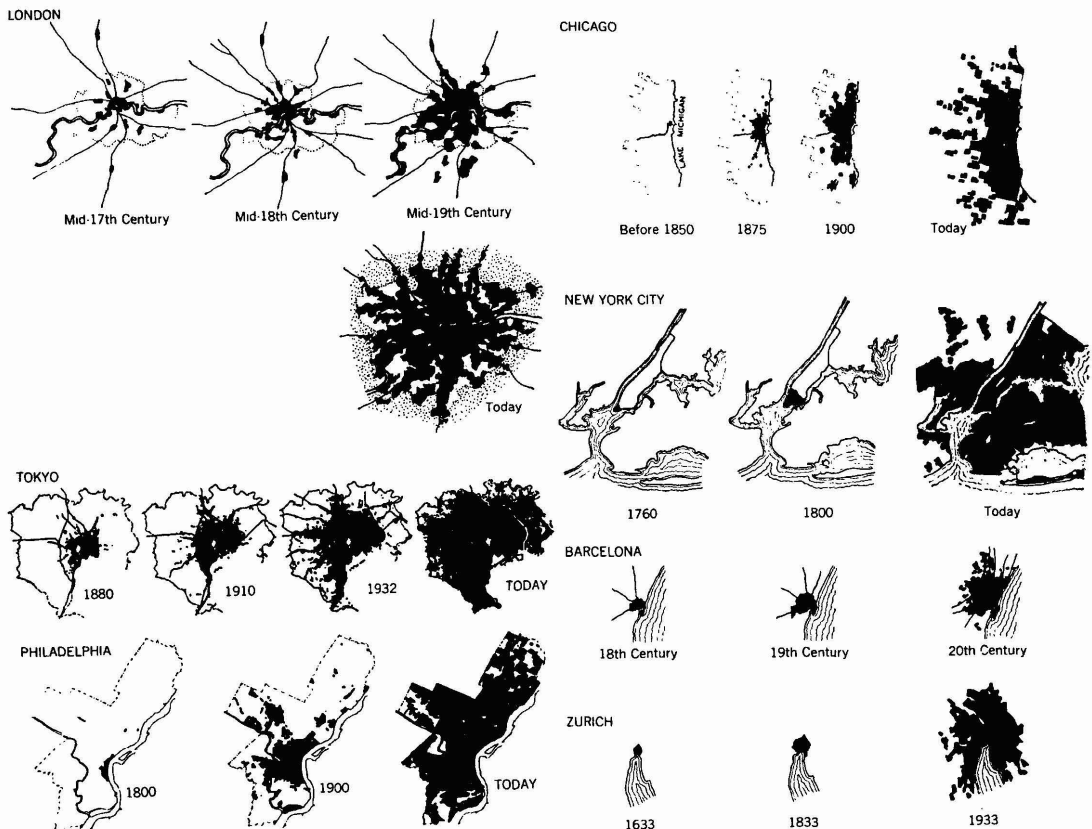 LONDON
Mid-17th Century
Mid-18th Century
Mid-19th Century
Today
TOKYO
1880
1910
1932
TODAY
PHILADELPHIA
1800
1900
TODAY
CHICAGO
LAKE MICHIGAN
Before 1850
1875
1900
Today
NEW YORK CITY
1760
1800
Today
BARCELONA
18th Century
19th Century
20th Century
ZURICH
1633
1833
1933